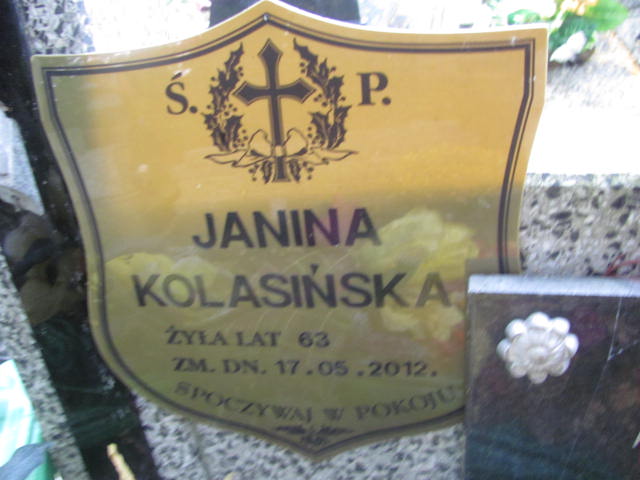 Ś. P.
JANINA
KOLASIŃSKA
ŻYŁA LAT 63
ZM. DN. 17.05.2012.
SPOCZYWAJ W POKOJU